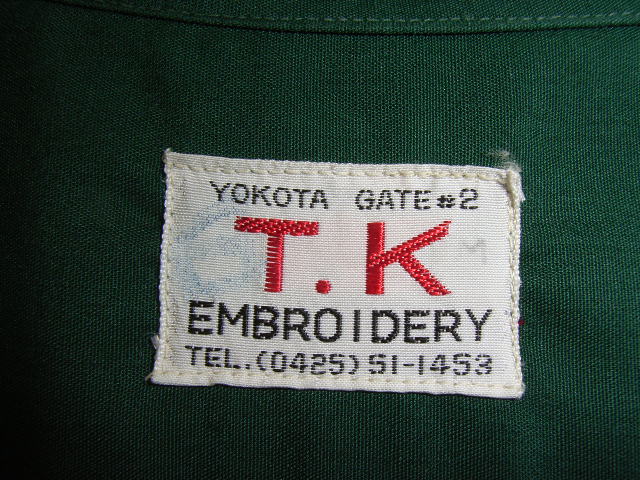 YOKOTA GATE #2
T.K
EMBROIDERY
TEL.(0425)51-1453